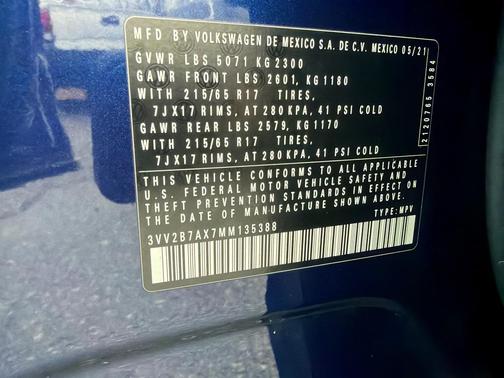 MFD BY VOLKSWAGEN DE MEXICO S.A. DE C.V. MEXICO 05/21
GVWR LBS 5071 KG 2300
GAWR FRONT LBS 2601, KG 1180
WITH 215/65 R17 TIRES,
7JX17 RIMS, AT 280 KPA, 41 PSI COLD
GAWR REAR LBS 2579, KG 1170
WITH 215/65 R17 TIRES,
7JX17 RIMS, AT 280 KPA, 41 PSI COLD
THIS VEHICLE CONFORMS TO ALL APPLICABLE
U.S. FEDERAL MOTOR VEHICLE SAFETY AND
THEFT PREVENTION STANDARDS IN EFFECT ON
THE DATE OF MANUFACTURE SHOWN ABOVE.
TYPE: MPV
3VV2B7AX7MM135388
2120765 3584